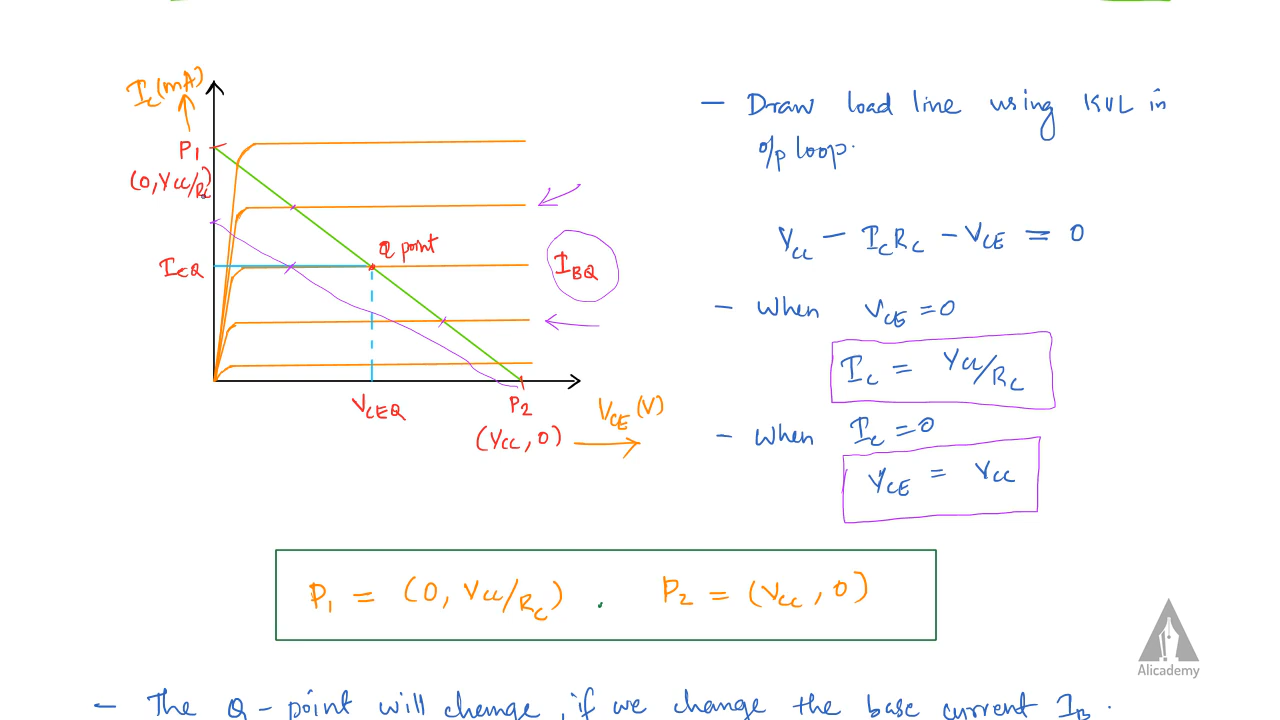 I_C (mA)
P1
(0, VCC/RC)
ICQ
Q point
IBQ
VCEQ
P2
(VCC, 0)
VCE (V)
- Draw load line using KVL in
o/p loop.
VCC - ICRC - VCE = 0
- When VCE = 0
IC = VCC/RC
- When IC = 0
VCE = VCC
P1 = (0, VCC/RC) . P2 = (VCC, 0)
Alicademy
- The Q-point will change, if we change the base current IB.